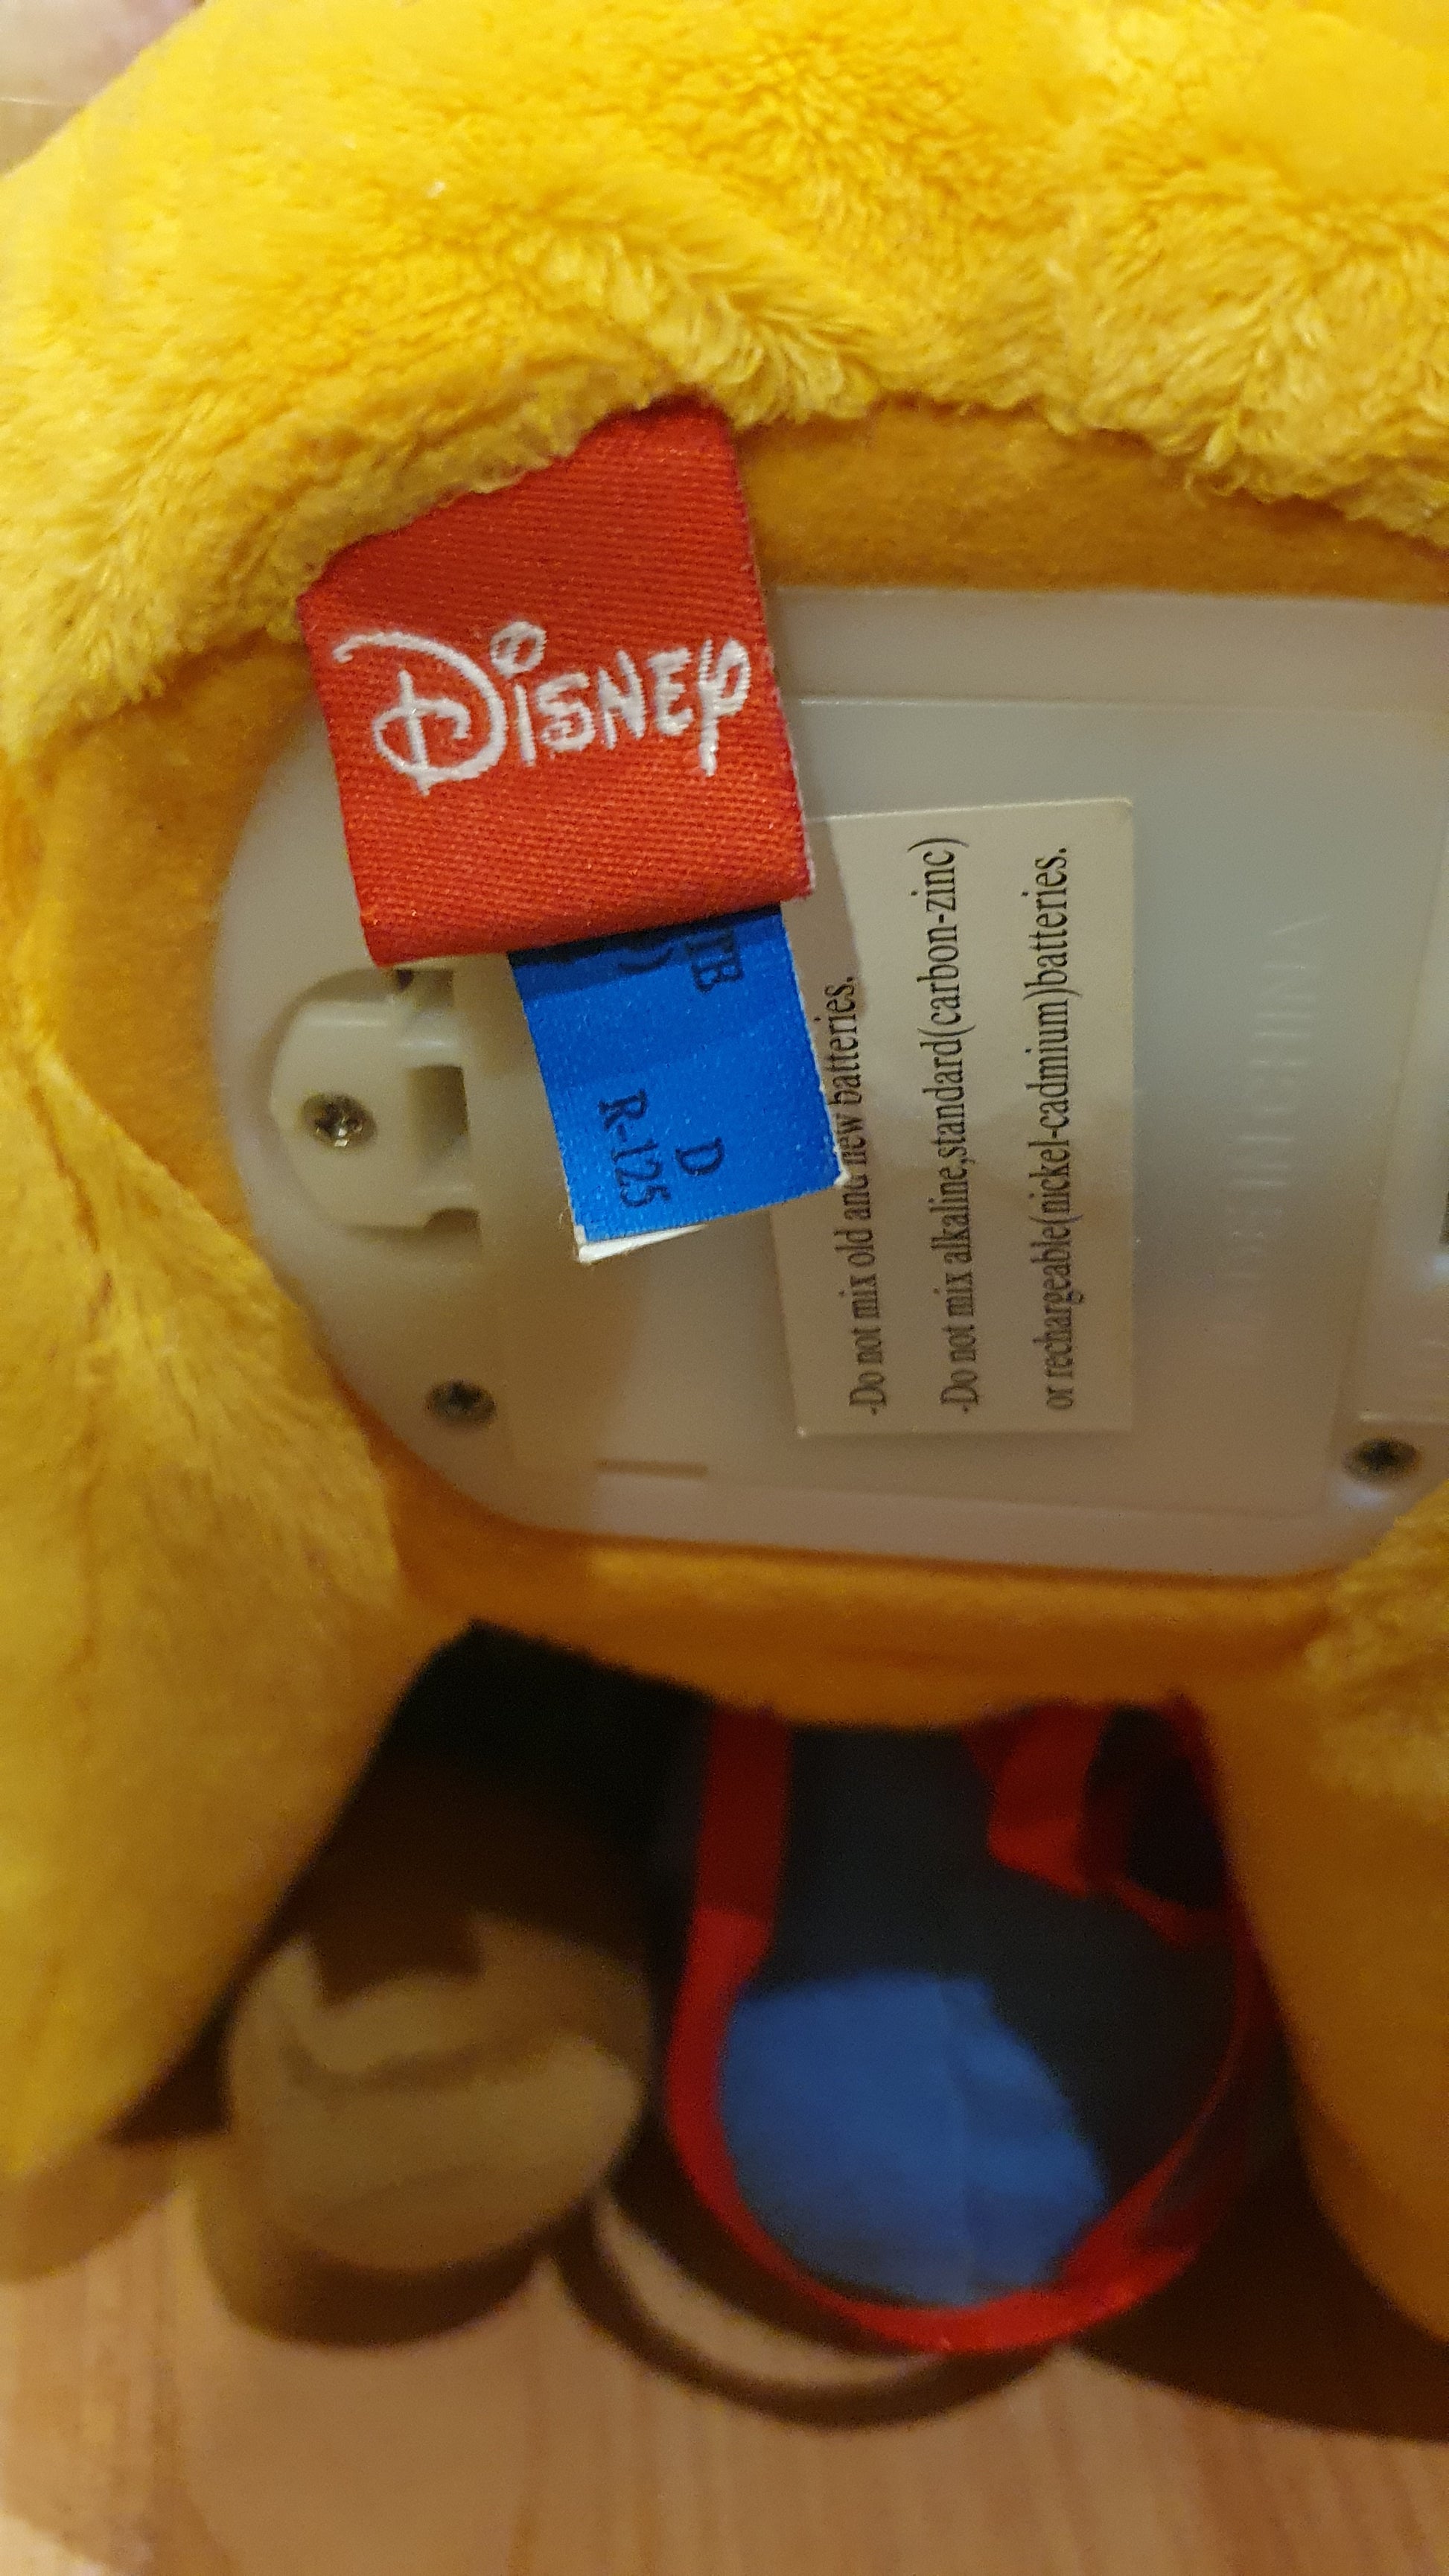 DISNEY
D
R-125
-Do not mix old and new batteries.
-Do not mix alkaline,standard(carbon-zinc)
or rechargeable(nickel-cadmium)batteries.